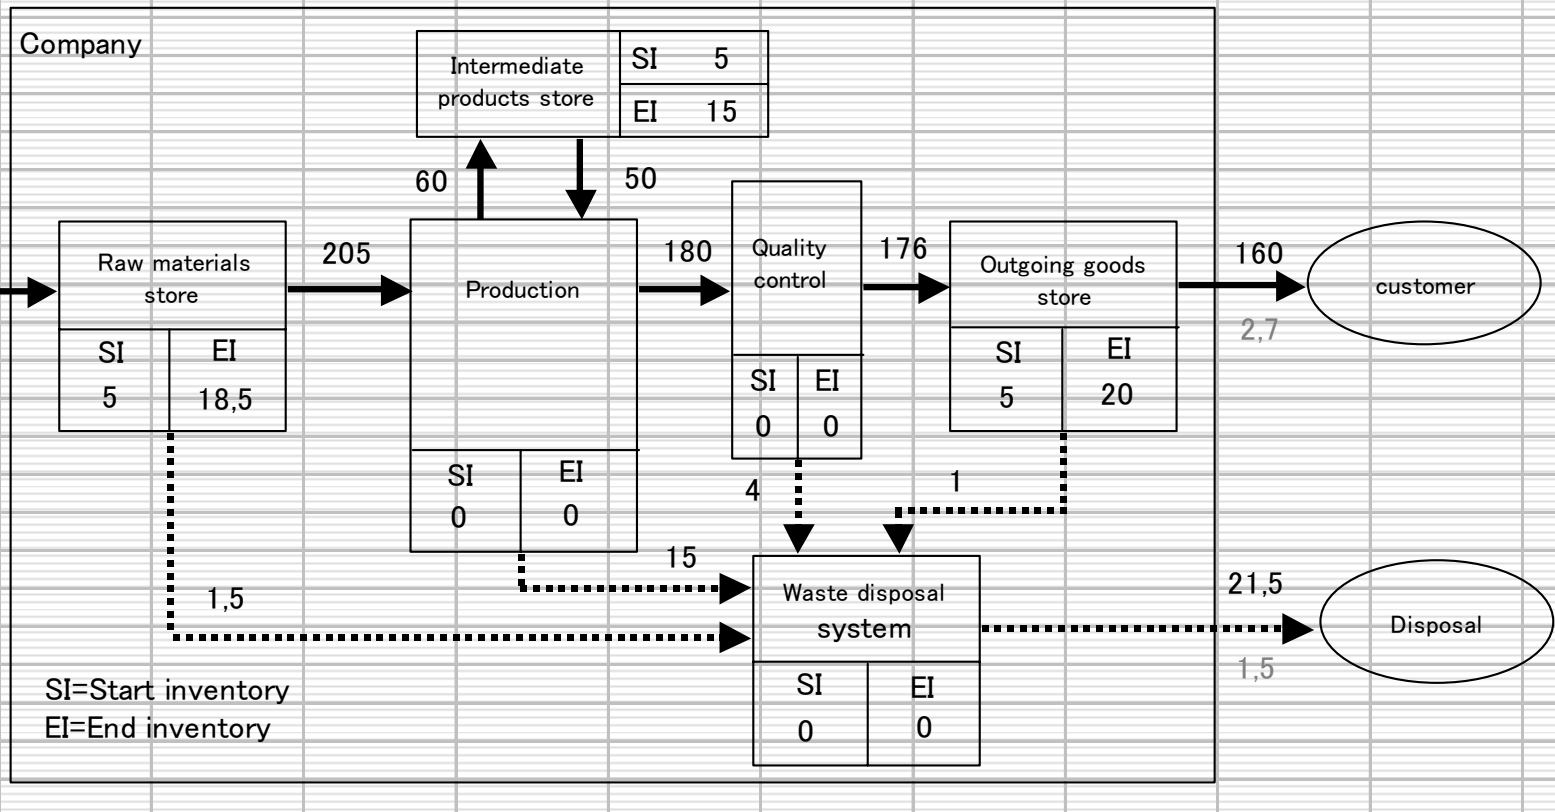 Company
Intermediate
products store
SI 5
EI 15
60
50
Raw materials
store
SI EI
5 18,5
205
Production
SI EI
0 0
180
Quality
control
SI EI
0 0
176
Outgoing goods
store
SI EI
5 20
160
2,7
customer
4
1
15
1,5
Waste disposal
system
SI EI
0 0
21,5
1,5
Disposal
SI=Start inventory
EI=End inventory